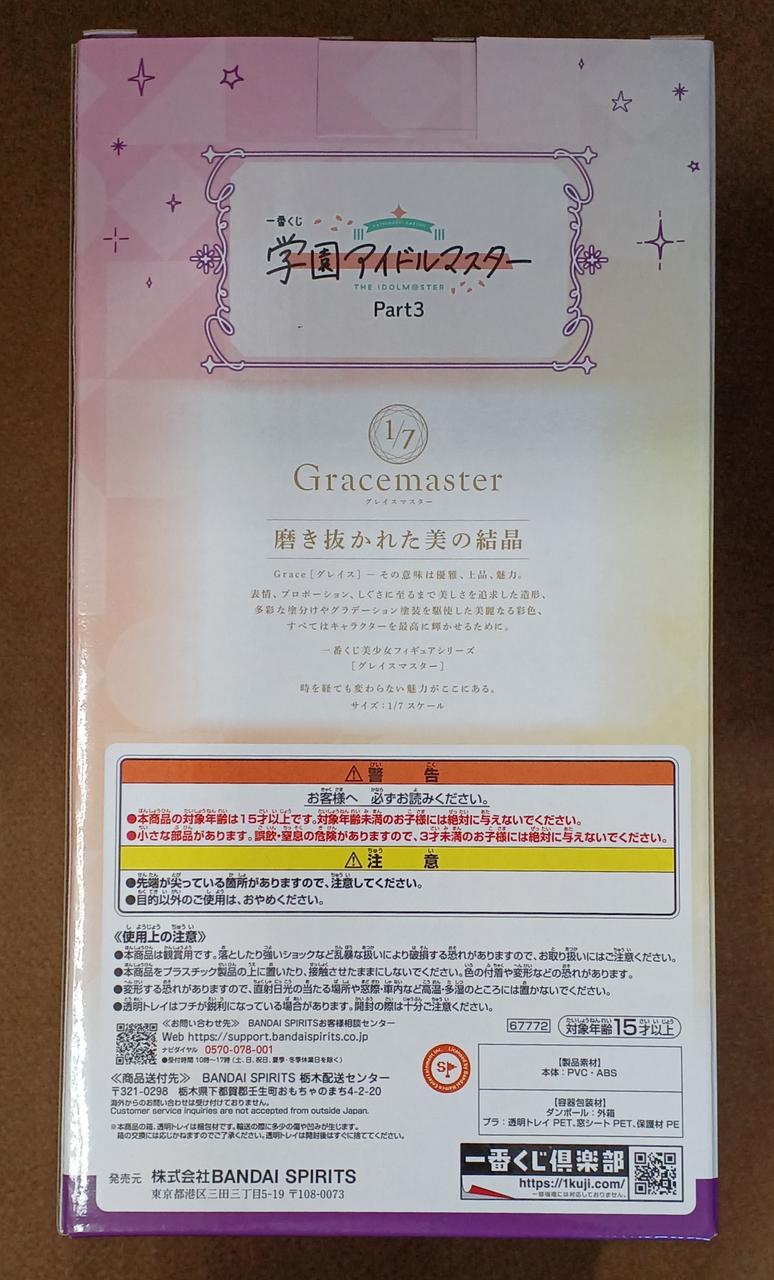 一番くじ
学園アイドルマスター
THE IDOLM@STER
Part3
1/7
Gracemaster
グレイスマスター
磨き抜かれた美の結晶
Grace［グレイス］— その意味は優雅、上品、魅力。
表情、プロポーション、しぐさに至るまで美しさを追求した造形、
多彩な塗分けやグラデーション塗装を駆使した美麗なる彩色、
すべてはキャラクターを最高に輝かせるために。
一番くじ美少女フィギュアシリーズ
［グレイスマスター］
時を経ても変わらない魅力がここにある。
サイズ：1/7 スケール
⚠警告
お客様へ 必ずお読みください。
●本商品の対象年齢は15才以上です。対象年齢未満のお子様には絶対に与えないでください。
●小さな部品があります。誤飲・窒息の危険がありますので、3才未満のお子様には絶対に与えないでください。
⚠注意
●先端が尖っている箇所がありますので、注意してください。
●目的以外のご使用は、おやめください。
《使用上の注意》
●本商品は観賞用です。落としたり強いショックなど乱暴な扱いにより破損する恐れがありますので、お取り扱いにはご注意ください。
●本商品をプラスチック製品の上に置いたり、接触させたままにしないでください。色の付着や変形などの恐れがあります。
●変形する恐れがありますので、直射日光の当たる場所や窓際・車内など高温・多湿のところには置かないでください。
●透明トレイはフチが鋭利になっている場合があります。開封の際は十分ご注意ください。
≪お問い合わせ先≫ BANDAI SPIRITSお客様相談センター
Web https://support.bandaispirits.co.jp
ナビダイヤル 0570-078-001
●受付時間 10時〜17時（土、日、祝日、夏季・冬季休業日を除く）
67772
対象年齢15才以上
≪商品送付先≫ BANDAI SPIRITS 栃木配送センター
〒321-0298 栃木県下都賀郡壬生町おもちゃのまち4-2-20
海外からのお問い合わせは受け付けておりません。
Customer service inquiries are not accepted from outside Japan.
※本商品の箱、透明トレイは梱包材です。輸送の際に多少の傷や凹みが生じます。
箱の交換には応じかねますのでご了承ください。透明トレイは開封後はすぐに捨ててください。
Licensed by Bandai Namco Entertainment Inc.
【製品素材】
本体：PVC・ABS
【容器包装材】
ダンボール：外箱
プラ：透明トレイ PET、窓シート PET、保護材 PE
発売元 株式会社BANDAI SPIRITS
東京都港区三田三丁目5-19 〒108-0073
一番くじ倶楽部
https://1kuji.com/
一部機種には対応しておりません。